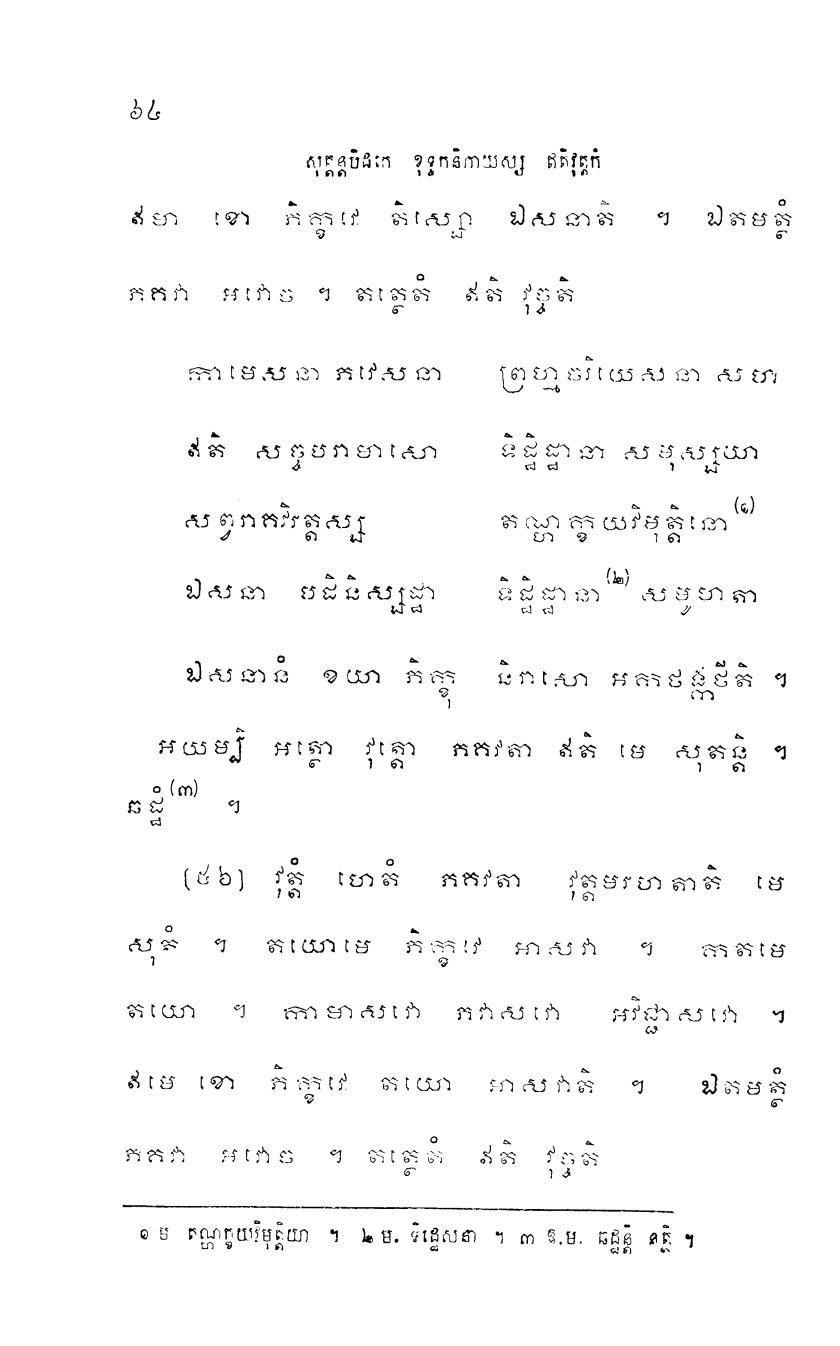 ៦៤
សុត្តន្តបិដកេ ខុទ្ទកនិកាយស្ស ឥតិវុត្តកំ
ឥមា ខោ ភិក្ខវេ តិស្សោ ឯសនាតិ ។ ឯតមត្ថំ
ភគវា អវោច ។ តត្ថេតំ ឥតិ វុច្ចតិ
កាមេសនា ភវេសនា ព្រហ្មចរិយេសនា សហ
ឥតិ សច្ចបរាមាសោ ទិដ្ឋិដ្ឋានា សមុស្សយា
សព្វរាគវិរត្តស្ស តណ្ហក្ខយវិមុត្តិនោ(១)
ឯសនា បដិនិស្សដ្ឋា ទិដ្ឋិដ្ឋានា(២) សមូហតា
ឯសនានំ ខយា ភិក្ខុ និរាសោ អកថង្កថីតិ ។
អយម្បិ អត្ថោ វុត្តោ ភគវតា ឥតិ មេ សុតន្តិ ។
ឆដ្ឋំ(៣) ។
(៥៦) វុត្តំ ហេតំ ភគវតា វុត្តមរហតាតិ មេ
សុតំ ។ តយោមេ ភិក្ខវេ អាសវា ។ កាតមេ
តយោ ។ កាមាសវោ ភវាសវោ អវិជ្ជាសវោ ។
ឥមេ ខោ ភិក្ខវេ តយោ អាសវាតិ ។ ឯតមត្ថំ
ភគវា អវោច ។ តត្ថេតំ ឥតិ វុច្ចតិ
១ ម តណ្ហក្ខយវិមុត្តិយា ។ ២ ម. ទិដ្ឋេសនា ។ ៣ ឱ.ម. ឆដ្ឋន្តិ នត្ថិ ។